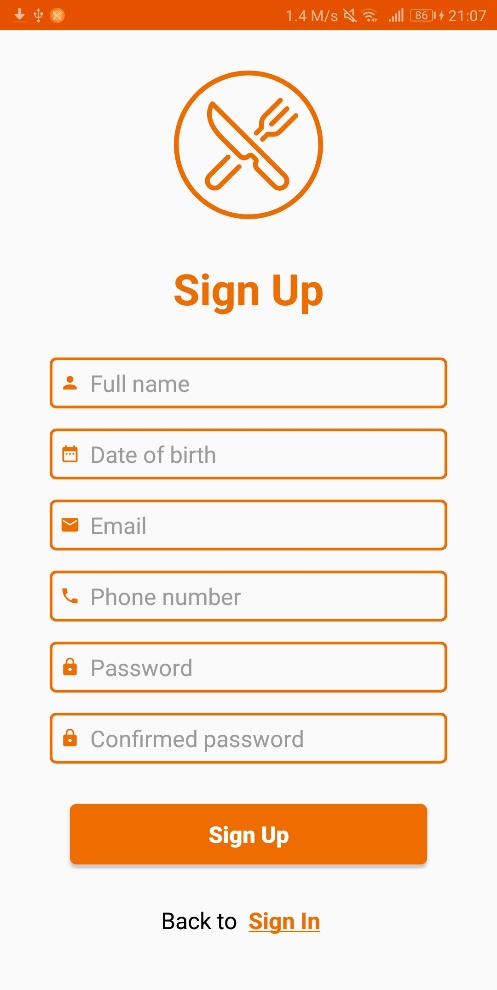 1.4 M/s 86 21:07
Sign Up
Full name
Date of birth
Email
Phone number
Password
Confirmed password
Sign Up
Back to Sign In